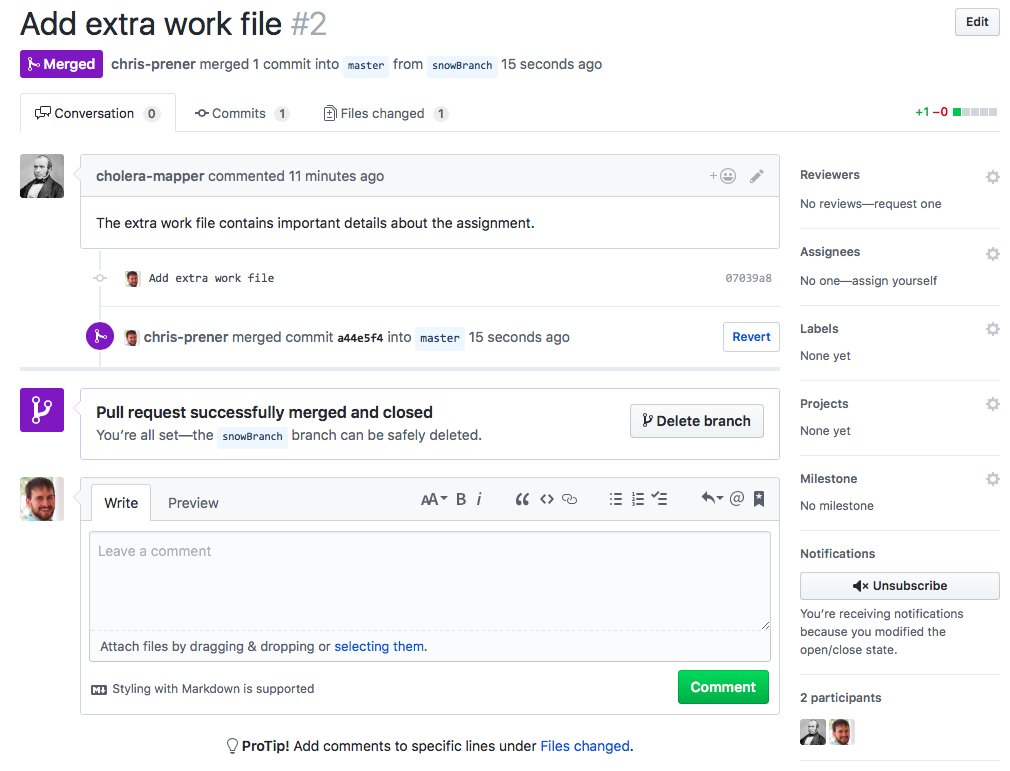 Add extra work file #2
Edit
Merged chris-prener merged 1 commit into master from snowBranch 15 seconds ago
Conversation 0 Commits 1 Files changed 1 +1 −0
cholera-mapper commented 11 minutes ago
The extra work file contains important details about the assignment.
Add extra work file 07039a8
chris-prener merged commit a44e5f4 into master 15 seconds ago Revert
Pull request successfully merged and closed
You’re all set—the snowBranch branch can be safely deleted.
Delete branch
Write Preview AA B i
Leave a comment
Attach files by dragging & dropping or selecting them.
Styling with Markdown is supported
Comment
ProTip! Add comments to specific lines under Files changed.
Reviewers
No reviews—request one
Assignees
No one—assign yourself
Labels
None yet
Projects
None yet
Milestone
No milestone
Notifications
Unsubscribe
You’re receiving notifications
because you modified the
open/close state.
2 participants